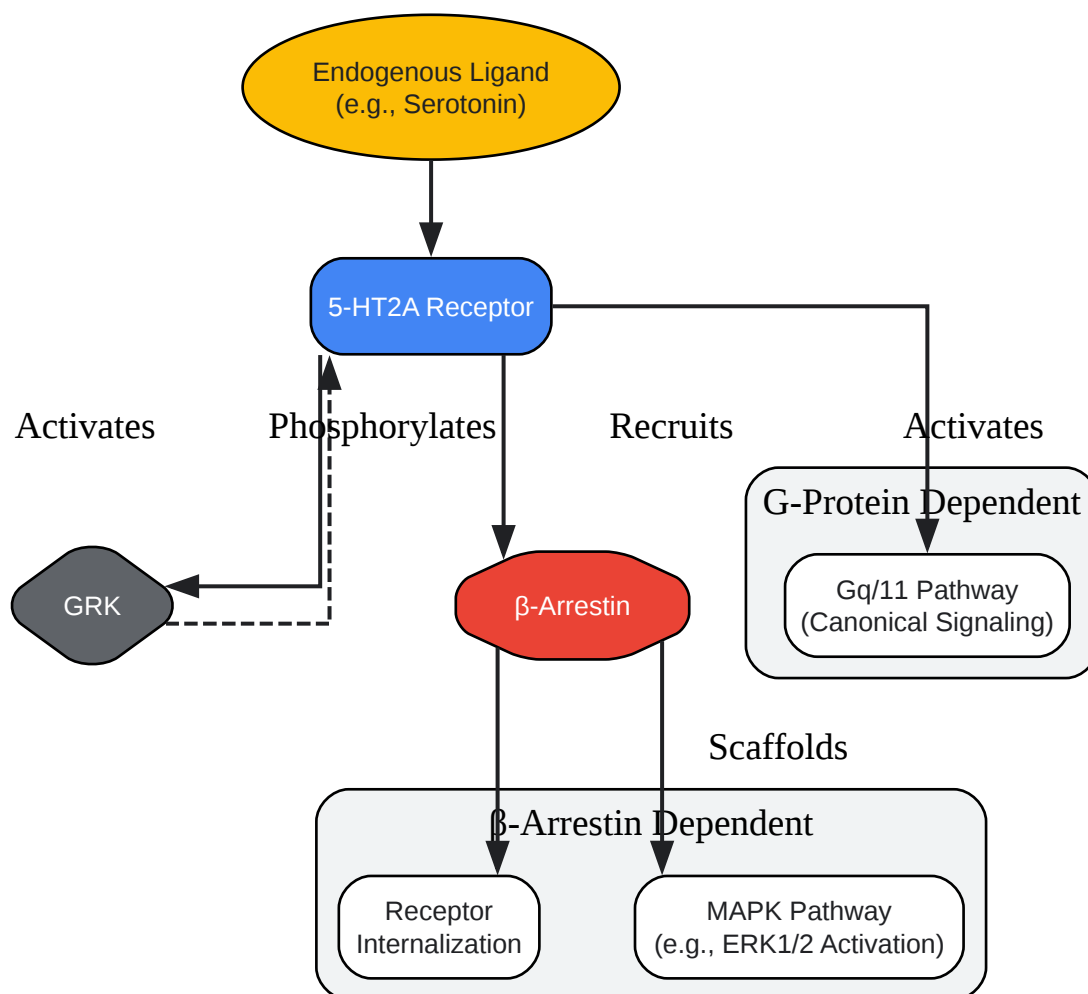 Endogenous Ligand
(e.g., Serotonin)
5-HT2A Receptor
Activates
Phosphorylates
Recruits
Activates
G-Protein Dependent
GRK
β-Arrestin
Gq/11 Pathway
(Canonical Signaling)
Scaffolds
β-Arrestin Dependent
Receptor
Internalization
MAPK Pathway
(e.g., ERK1/2 Activation)